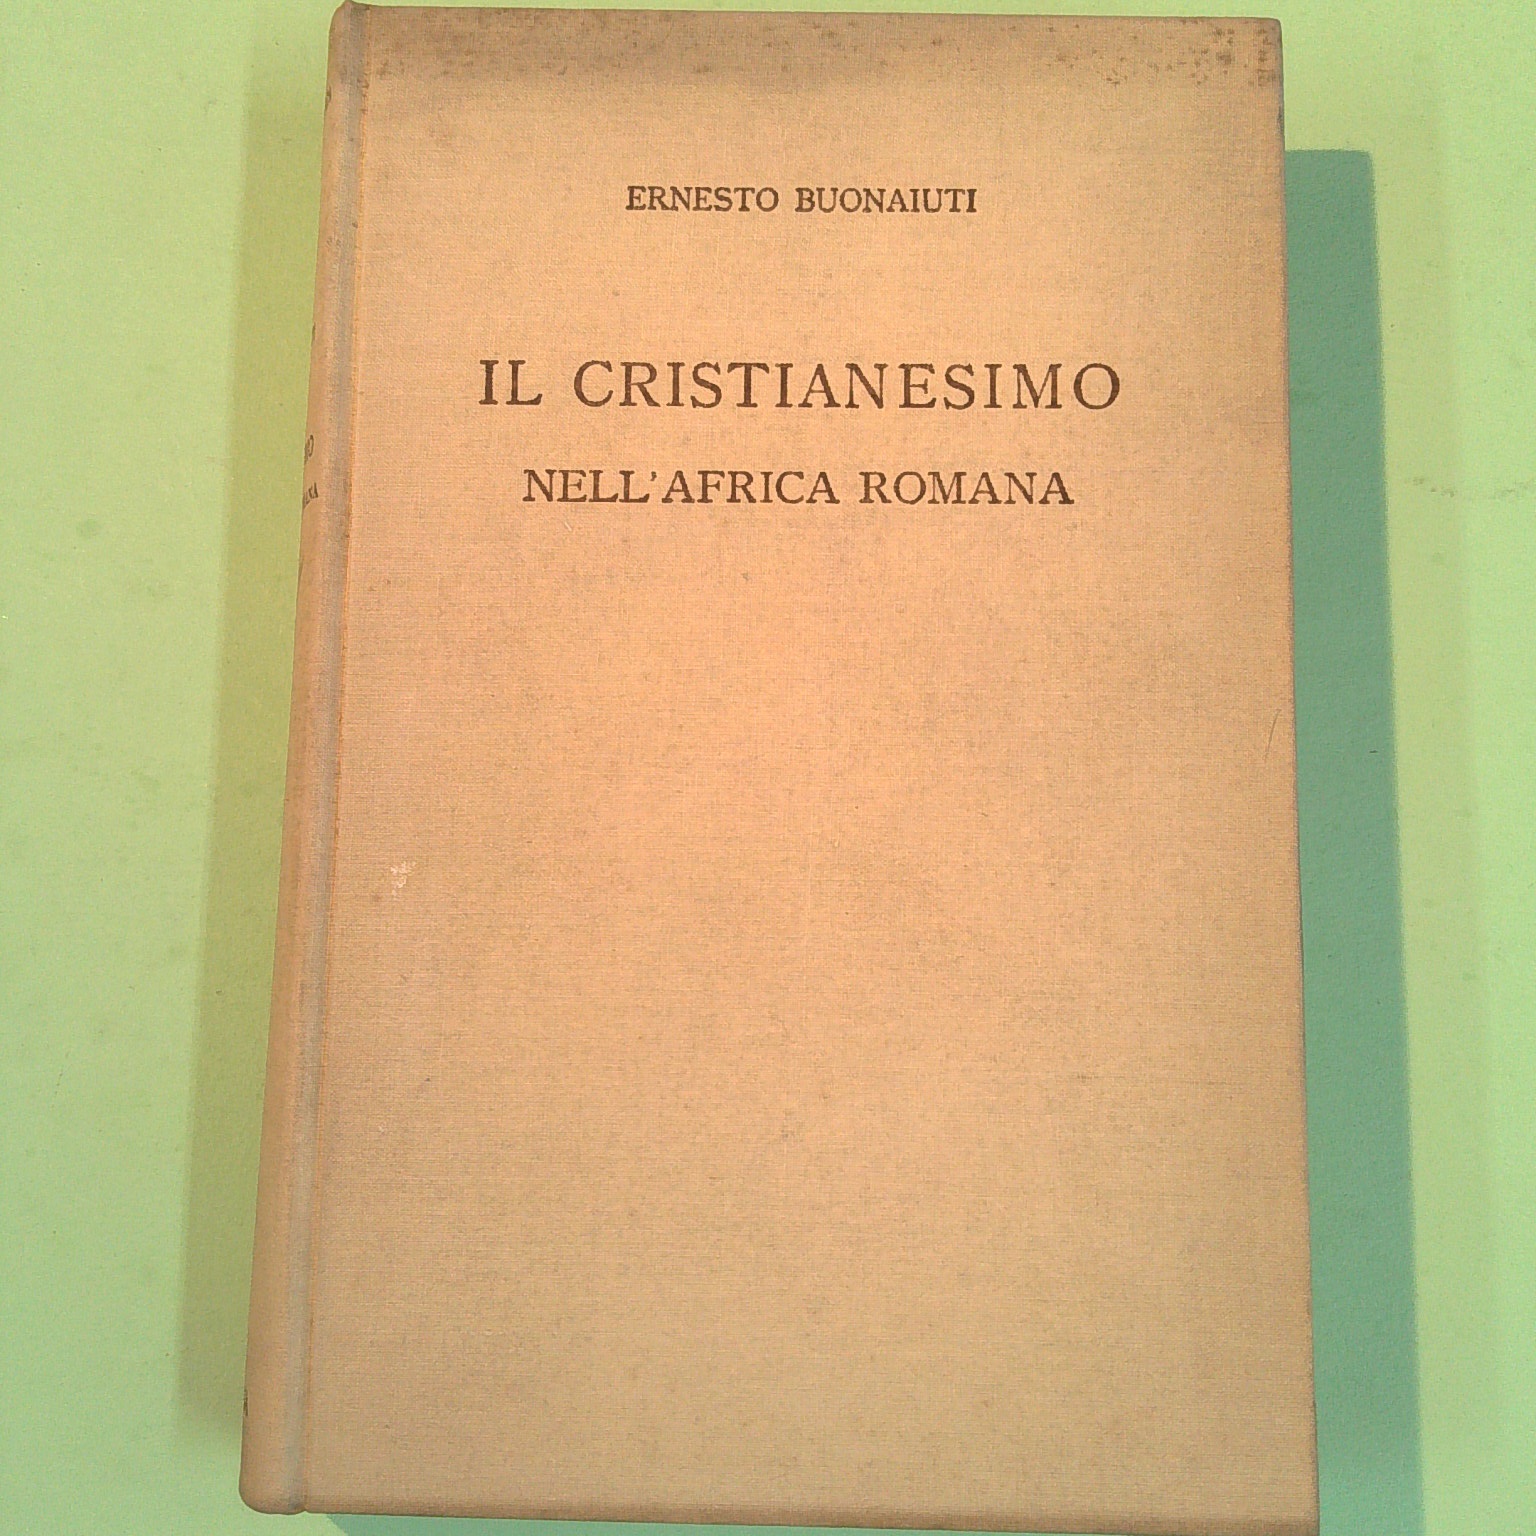 ERNESTO BUONAIUTI
IL CRISTIANESIMO
NELL'AFRICA ROMANA